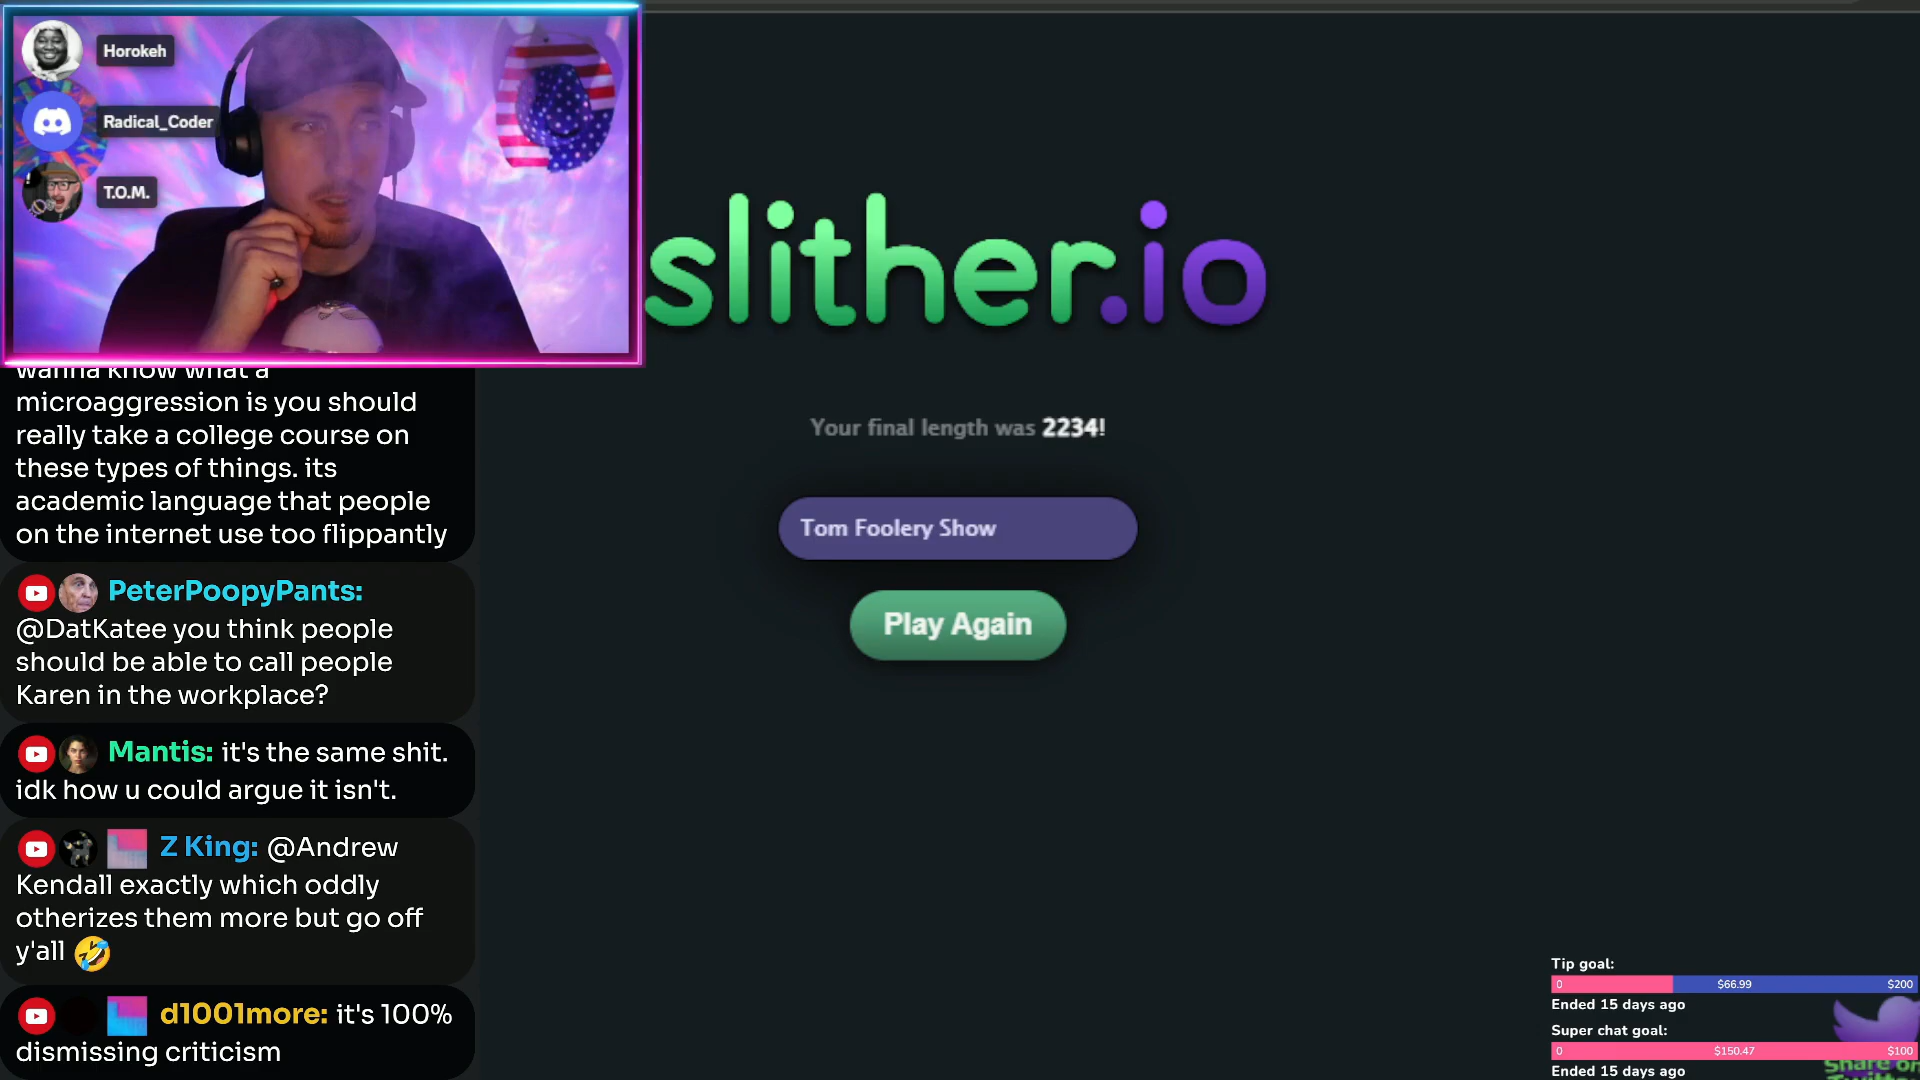 Horokeh
Radical_Coder
T.O.M.
slither.io
Your final length was 2234!
Tom Foolery Show
Play Again
wanna know what a
microaggression is you should
really take a college course on
these types of things. its
academic language that people
on the internet use too flippantly
PeterPoopyPants:
@DatKatee you think people
should be able to call people
Karen in the workplace?
Mantis: it's the same shit.
idk how u could argue it isn't.
Z King: @Andrew
Kendall exactly which oddly
otherizes them more but go off
y'all 🤣
d1001more: it's 100%
dismissing criticism
Tip goal:
0 $66.99 $200
Ended 15 days ago
Super chat goal:
0 $150.47 $100
Ended 15 days ago
Share on